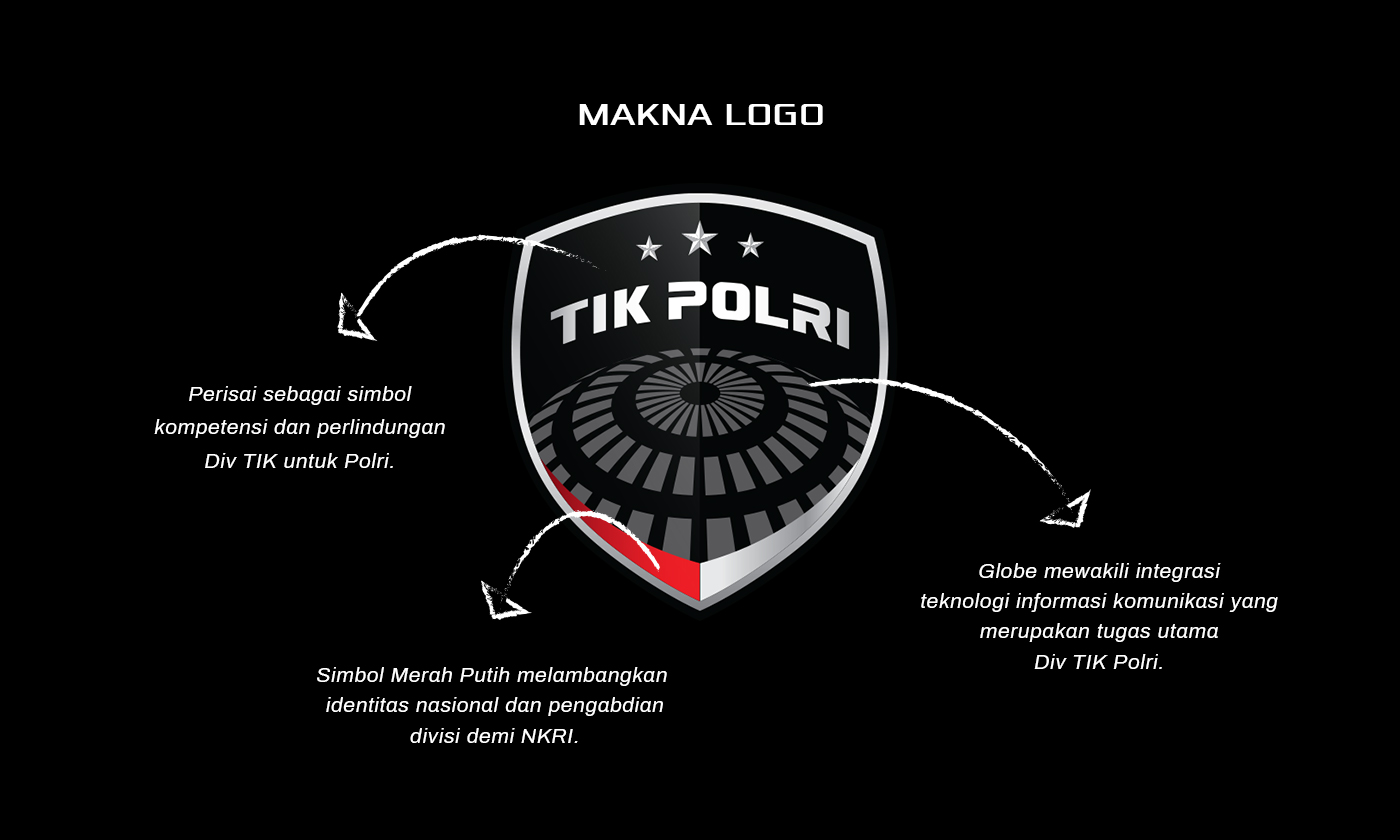 MAKNA LOGO
TIK POLRI
Perisai sebagai simbol
kompetensi dan perlindungan
Div TIK untuk Polri.
Globe mewakili integrasi
teknologi informasi komunikasi yang
merupakan tugas utama
Div TIK Polri.
Simbol Merah Putih melambangkan
identitas nasional dan pengabdian
divisi demi NKRI.